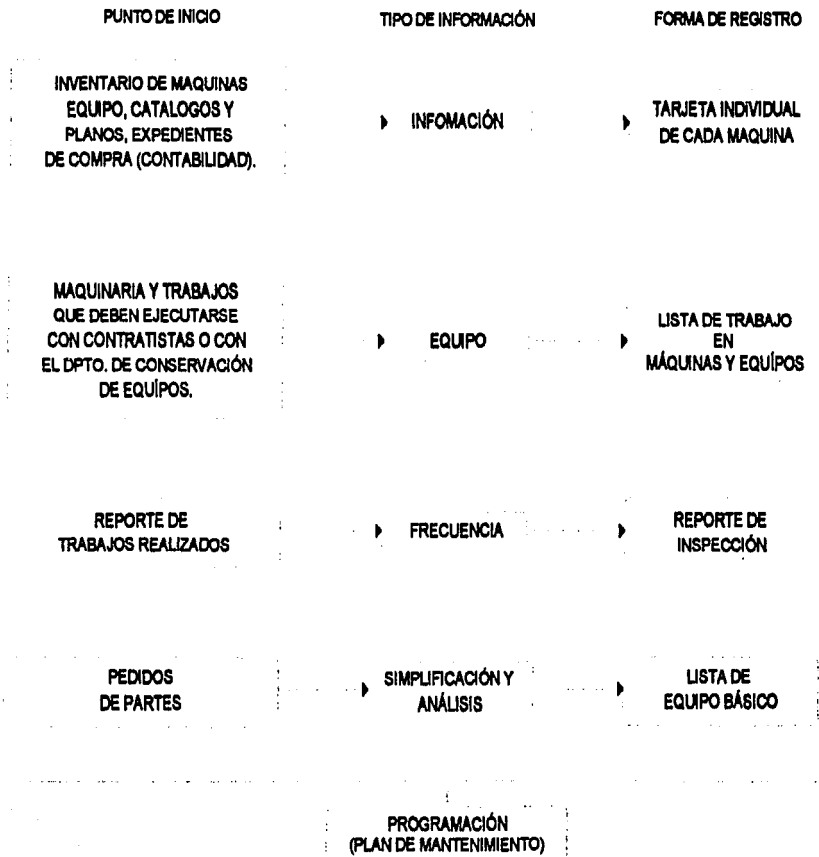 PUNTO DE INICIO
TIPO DE INFORMACIÓN
FORMA DE REGISTRO
INVENTARIO DE MAQUINAS
EQUIPO, CATALOGOS Y
PLANOS, EXPEDIENTES
DE COMPRA (CONTABILIDAD).
INFOMACIÓN
TARJETA INDIVIDUAL
DE CADA MAQUINA
MAQUINARIA Y TRABAJOS
QUE DEBEN EJECUTARSE
CON CONTRATISTAS O CON
EL DPTO. DE CONSERVACIÓN
DE EQUÍPOS.
EQUIPO
LISTA DE TRABAJO
EN
MÁQUINAS Y EQUÍPOS
REPORTE DE
TRABAJOS REALIZADOS
FRECUENCIA
REPORTE DE
INSPECCIÓN
PEDIDOS
DE PARTES
SIMPLIFICACIÓN Y
ANÁLISIS
LISTA DE
EQUIPO BÁSICO
PROGRAMACIÓN
(PLAN DE MANTENIMIENTO)